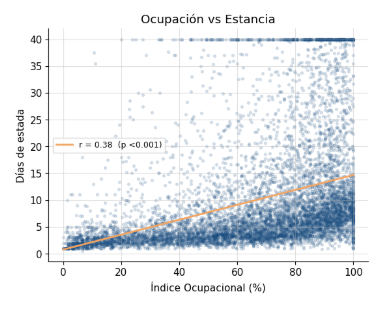 Ocupación vs Estancia
Días de estada
40
35
30
25
20
15
10
5
0
r = 0.38 (p <0.001)
0 20 40 60 80 100
Índice Ocupacional (%)